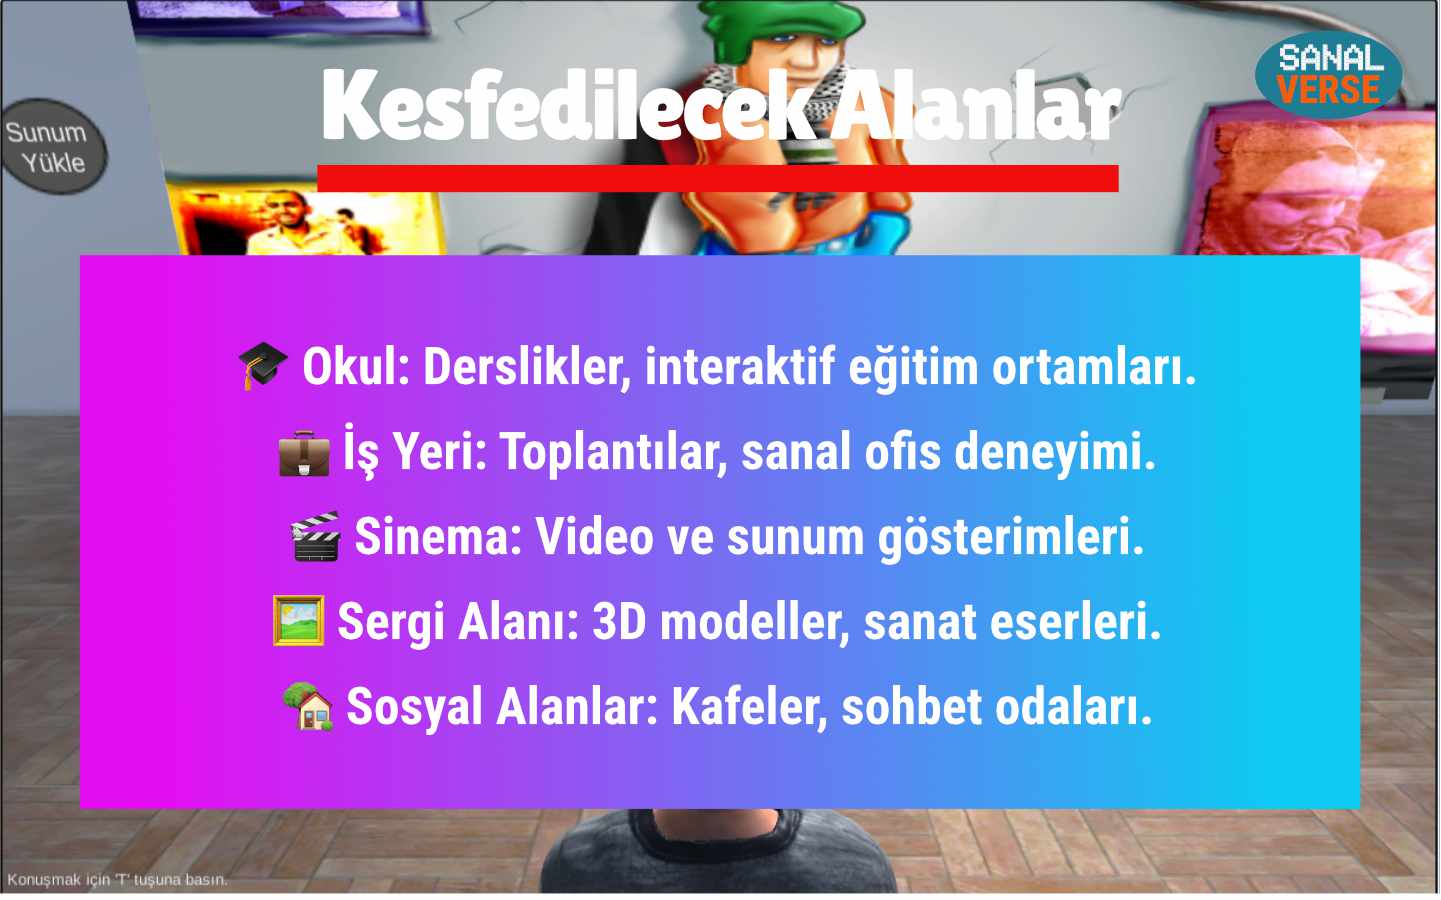 SANAL
VERSE
Kesfedilecek Alanlar
Sunum
Yükle
🎓 Okul: Derslikler, interaktif eğitim ortamları.
💼 İş Yeri: Toplantılar, sanal ofis deneyimi.
🎬 Sinema: Video ve sunum gösterimleri.
🖼️ Sergi Alanı: 3D modeller, sanat eserleri.
🏡 Sosyal Alanlar: Kafeler, sohbet odaları.
Konuşmak için 'T' tuşuna basın.